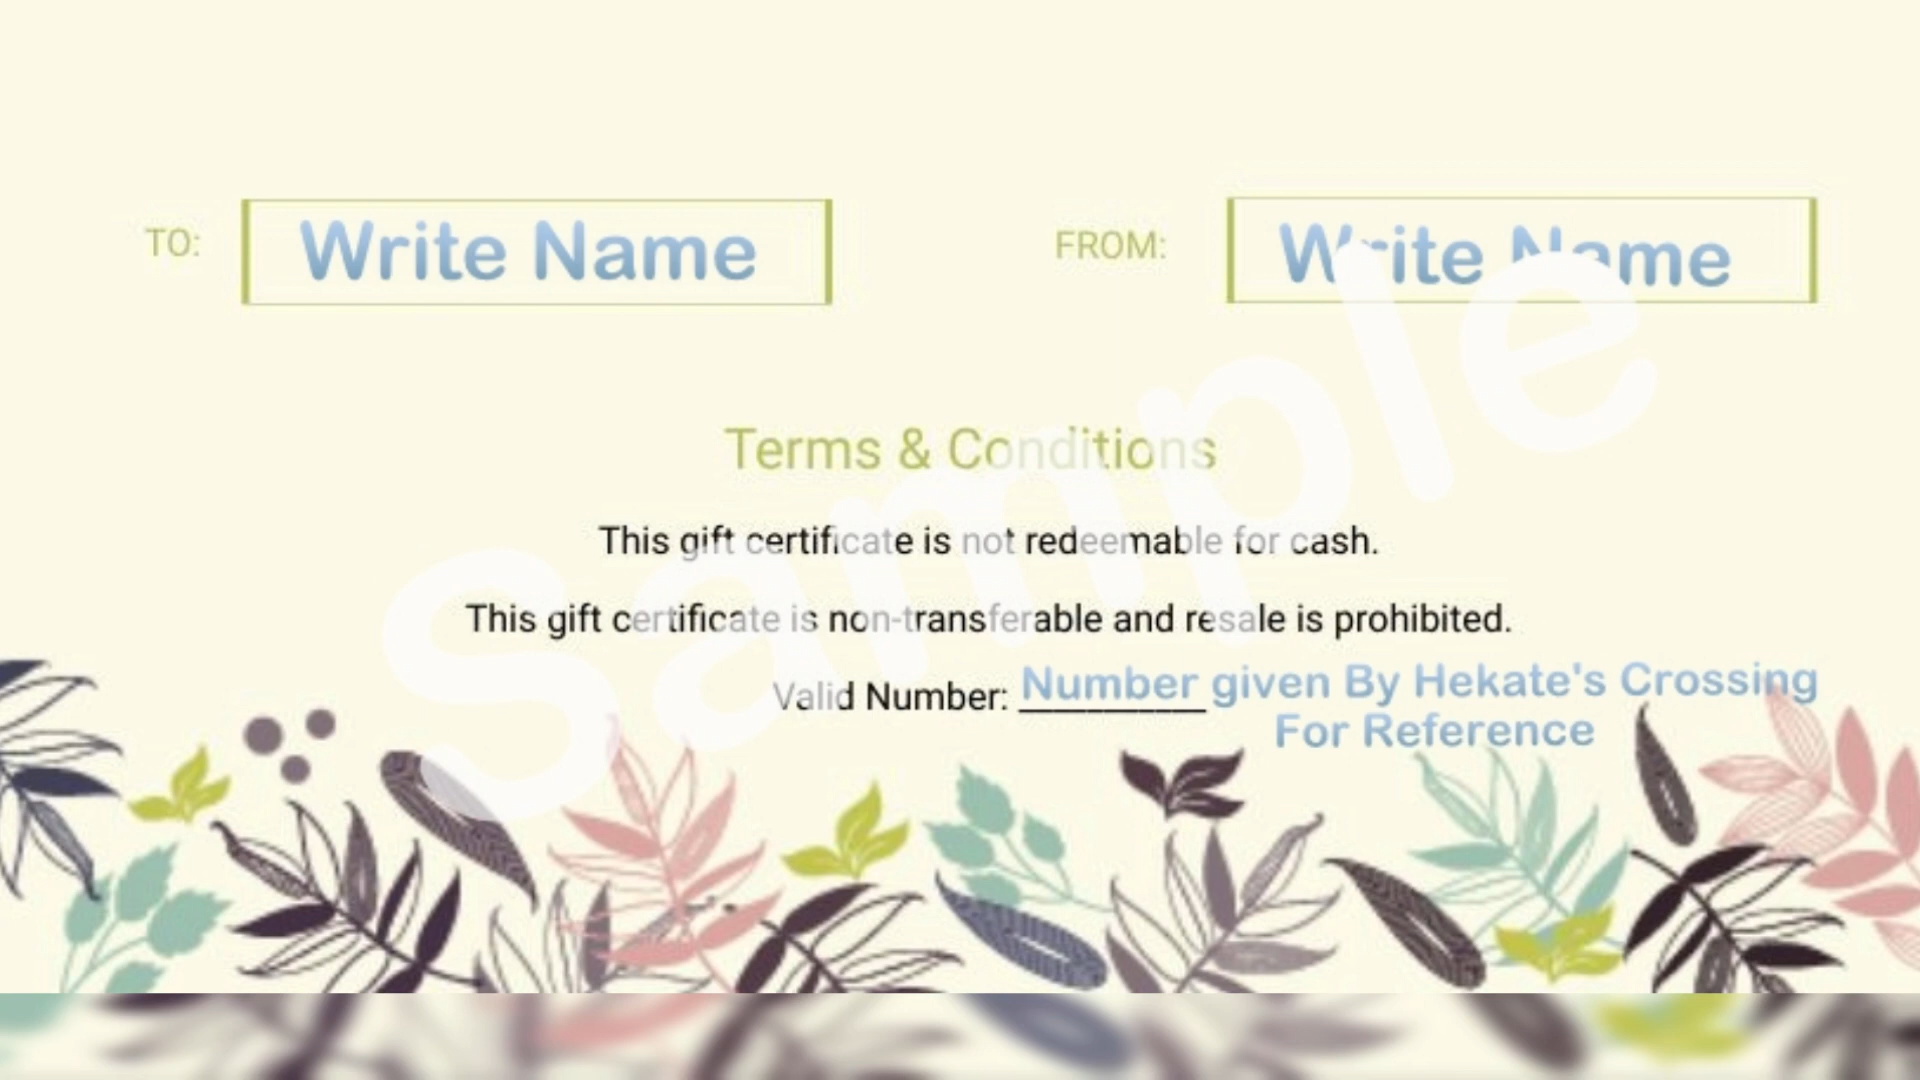 TO: Write Name FROM: Write Name
Terms & Conditions
This gift certificate is not redeemable for cash.
This gift certificate is non-transferable and resale is prohibited.
Valid Number: __________ Number given By Hekate's Crossing
For Reference
Sample